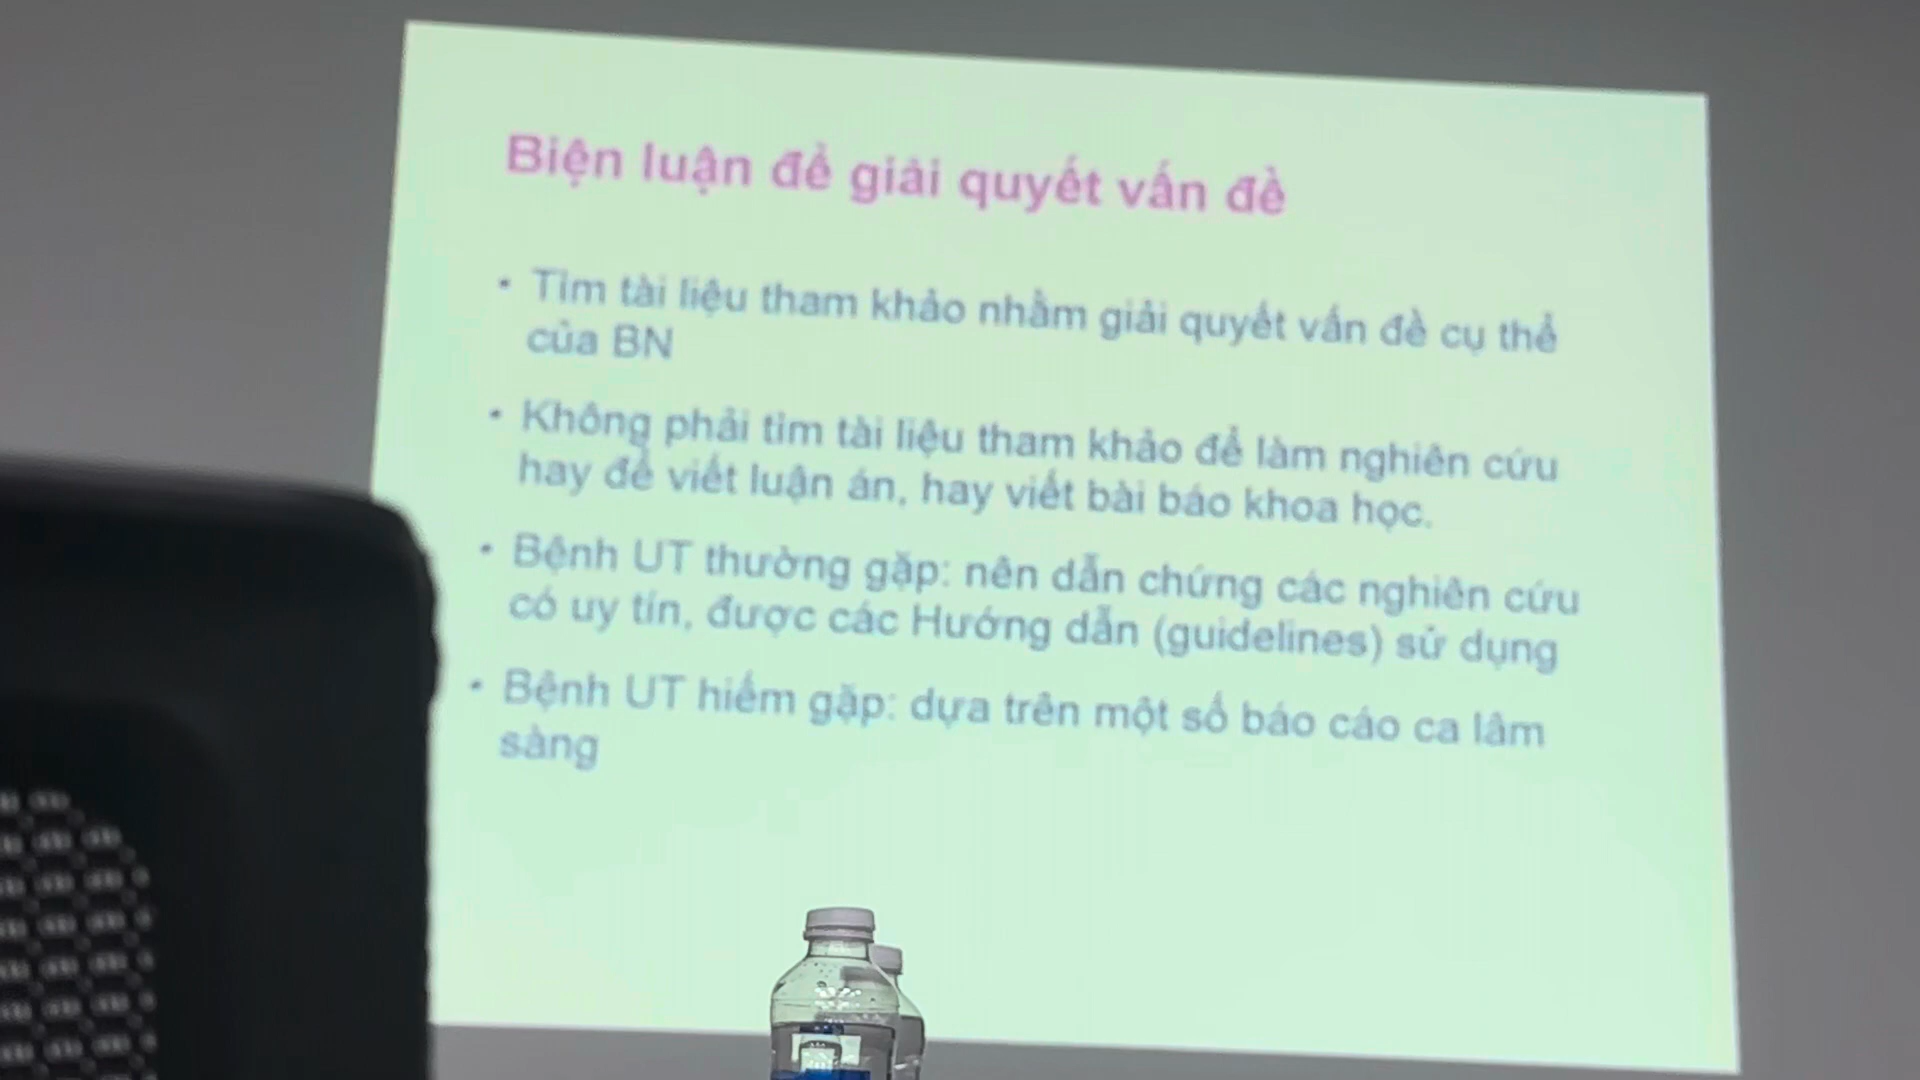 Biện luận để giải quyết vấn đề
• Tìm tài liệu tham khảo nhằm giải quyết vấn đề cụ thể
của BN
• Không phải tìm tài liệu tham khảo để làm nghiên cứu
hay để viết luận án, hay viết bài báo khoa học.
• Bệnh UT thường gặp: nên dẫn chứng các nghiên cứu
có uy tín, được các Hướng dẫn (guidelines) sử dụng
• Bệnh UT hiếm gặp: dựa trên một số báo cáo ca lâm
sàng